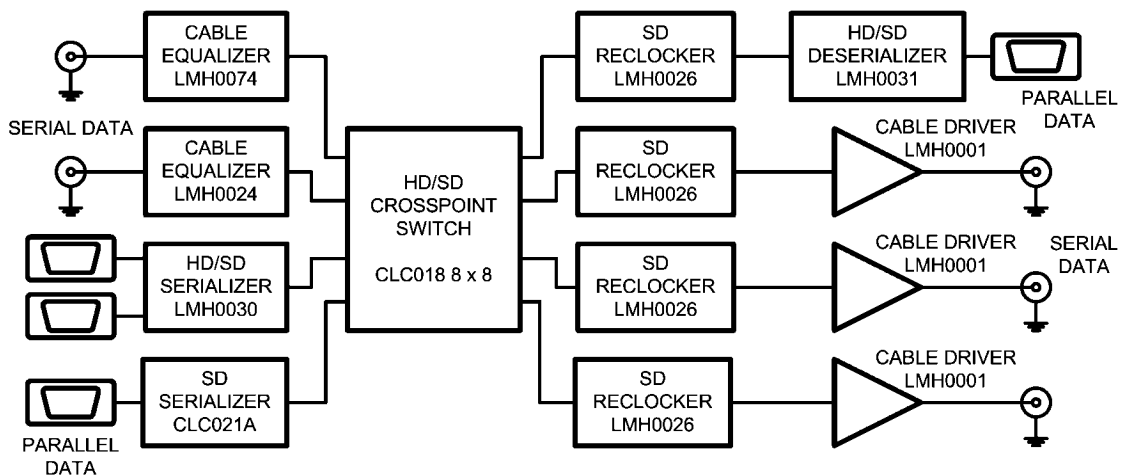 CABLE
EQUALIZER
LMH0074
SERIAL DATA
CABLE
EQUALIZER
LMH0024
HD/SD
SERIALIZER
LMH0030
SD
SERIALIZER
CLC021A
PARALLEL
DATA
HD/SD
CROSSPOINT
SWITCH
CLC018 8 x 8
SD
RECLOCKER
LMH0026
HD/SD
DESERIALIZER
LMH0031
PARALLEL
DATA
SD
RECLOCKER
LMH0026
CABLE DRIVER
LMH0001
SD
RECLOCKER
LMH0026
CABLE DRIVER
LMH0001
SERIAL
DATA
SD
RECLOCKER
LMH0026
CABLE DRIVER
LMH0001